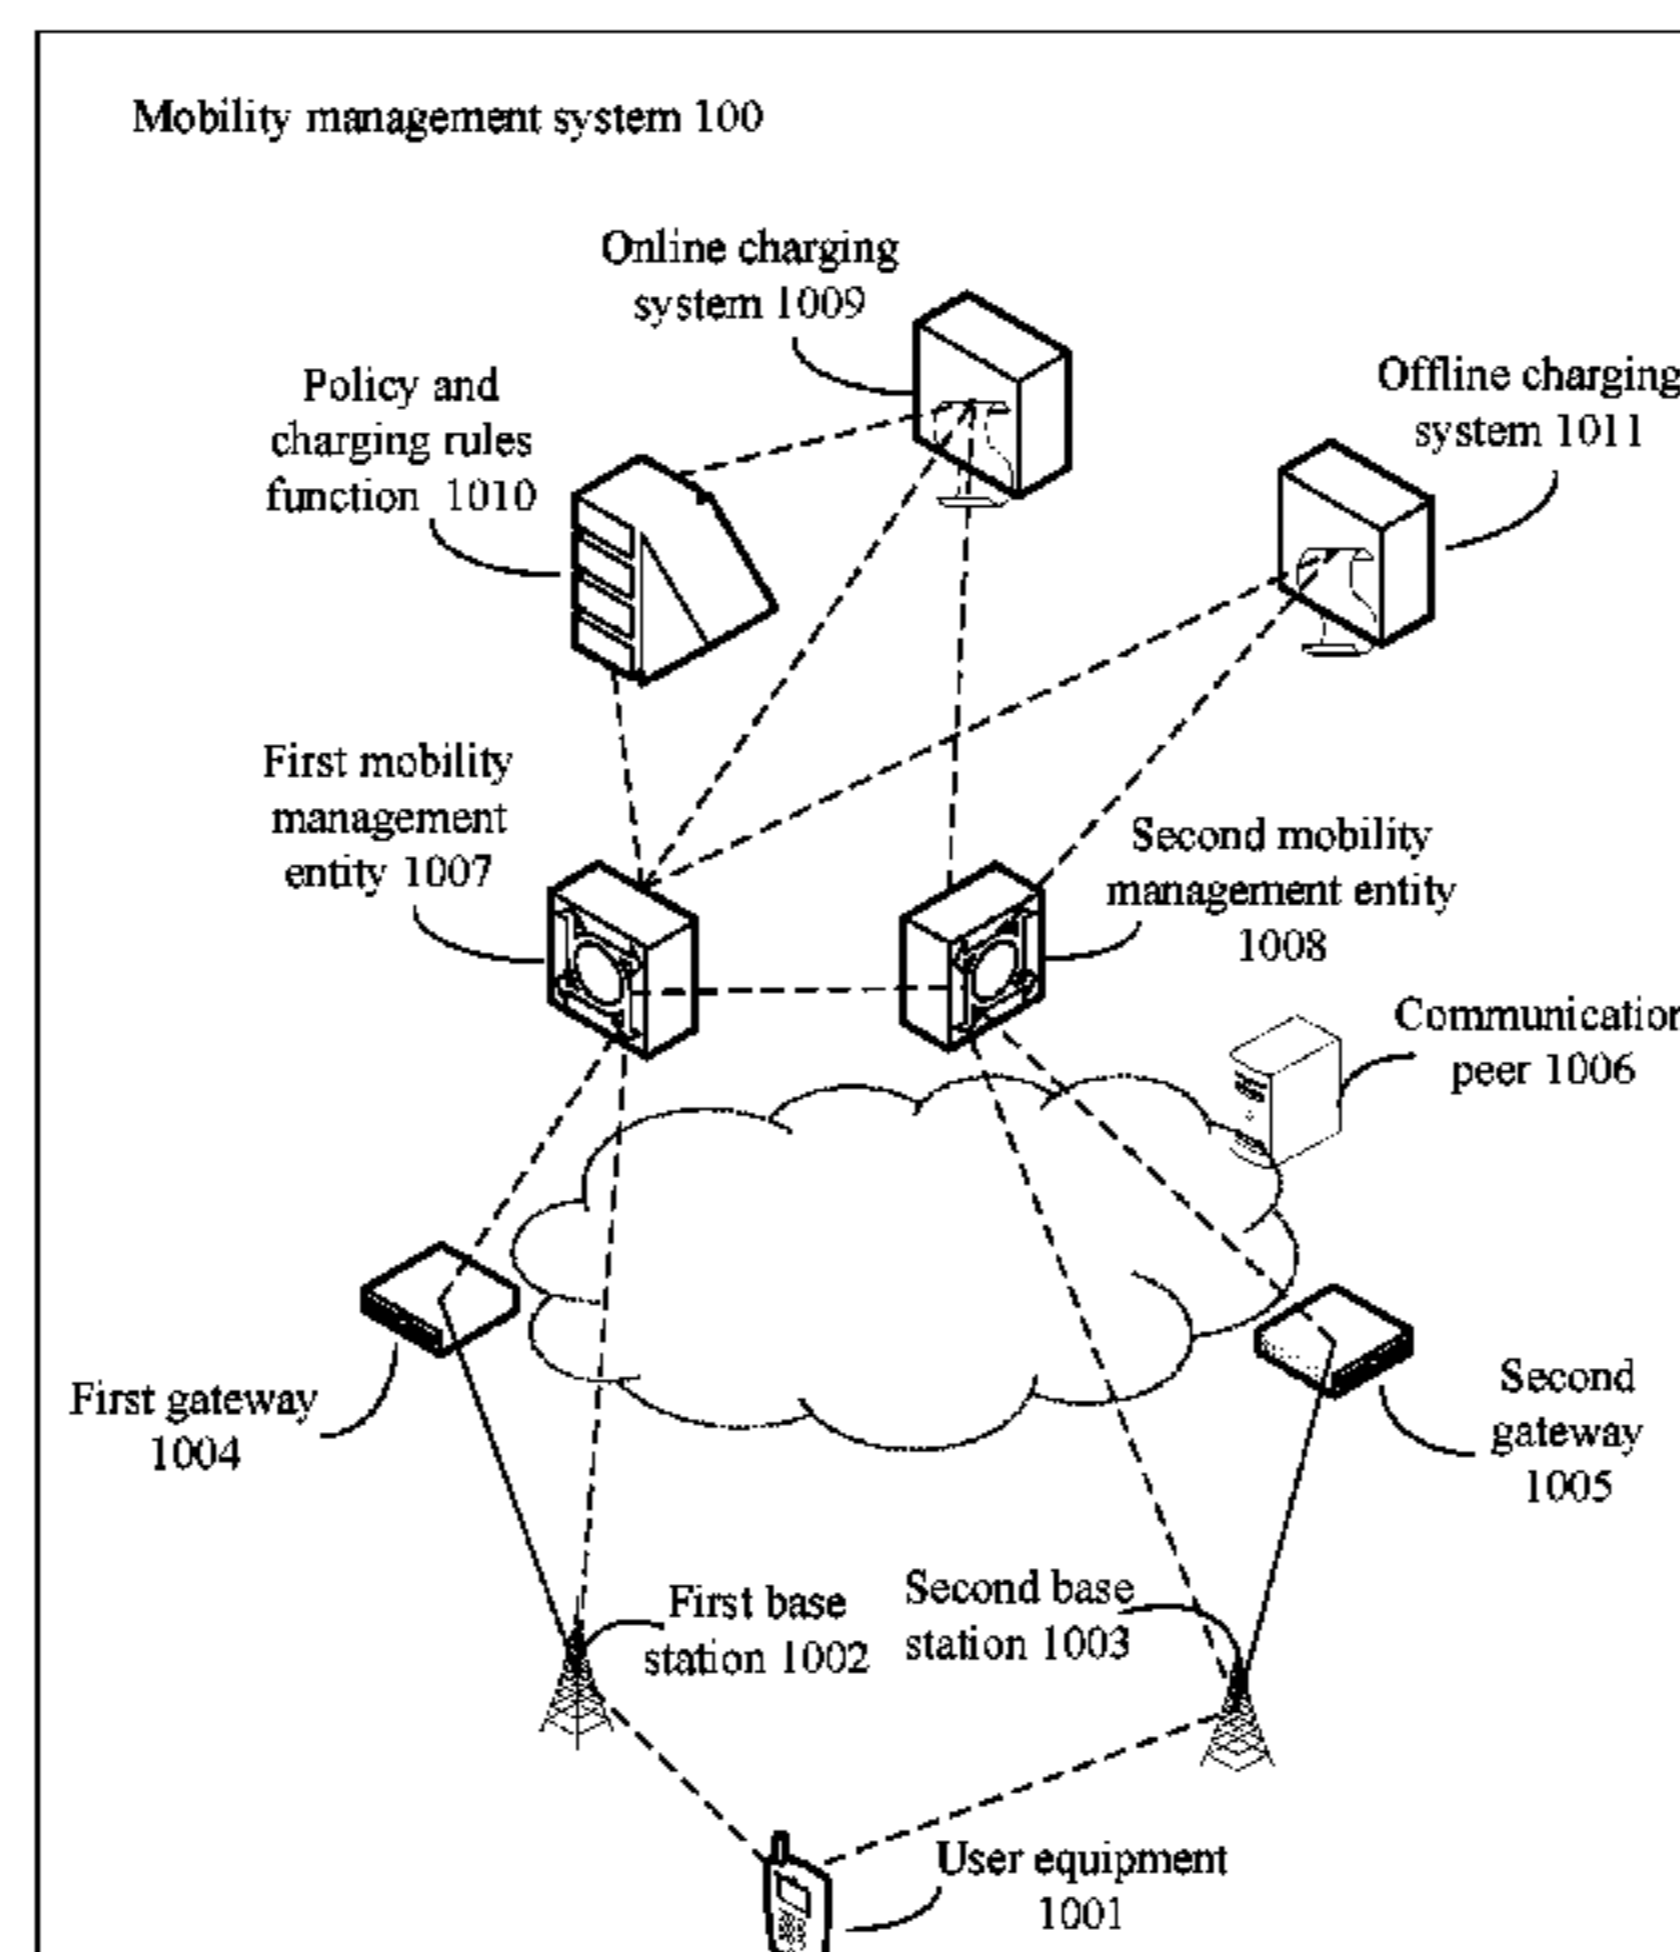 Mobility management system 100
Online charging
system 1009
Policy and
charging rules
function 1010
Offline charging
system 1011
First mobility
management
entity 1007
Second mobility
management entity
1008
Communication
peer 1006
First gateway
1004
Second
gateway
1005
First base
station 1002
Second base
station 1003
User equipment
1001